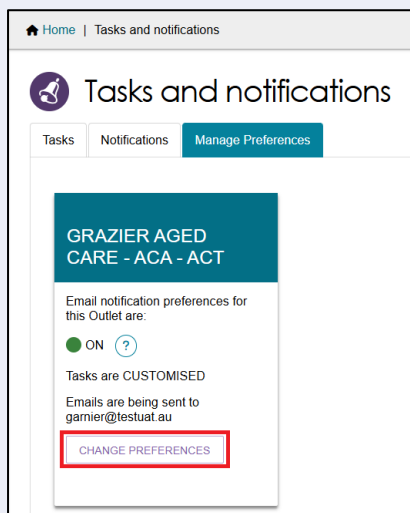 Home | Tasks and notifications
Tasks and notifications
Tasks Notifications Manage Preferences
GRAZIER AGED
CARE - ACA - ACT
Email notification preferences for
this Outlet are:
ON ?
Tasks are CUSTOMISED
Emails are being sent to
garnier@testuat.au
CHANGE PREFERENCES